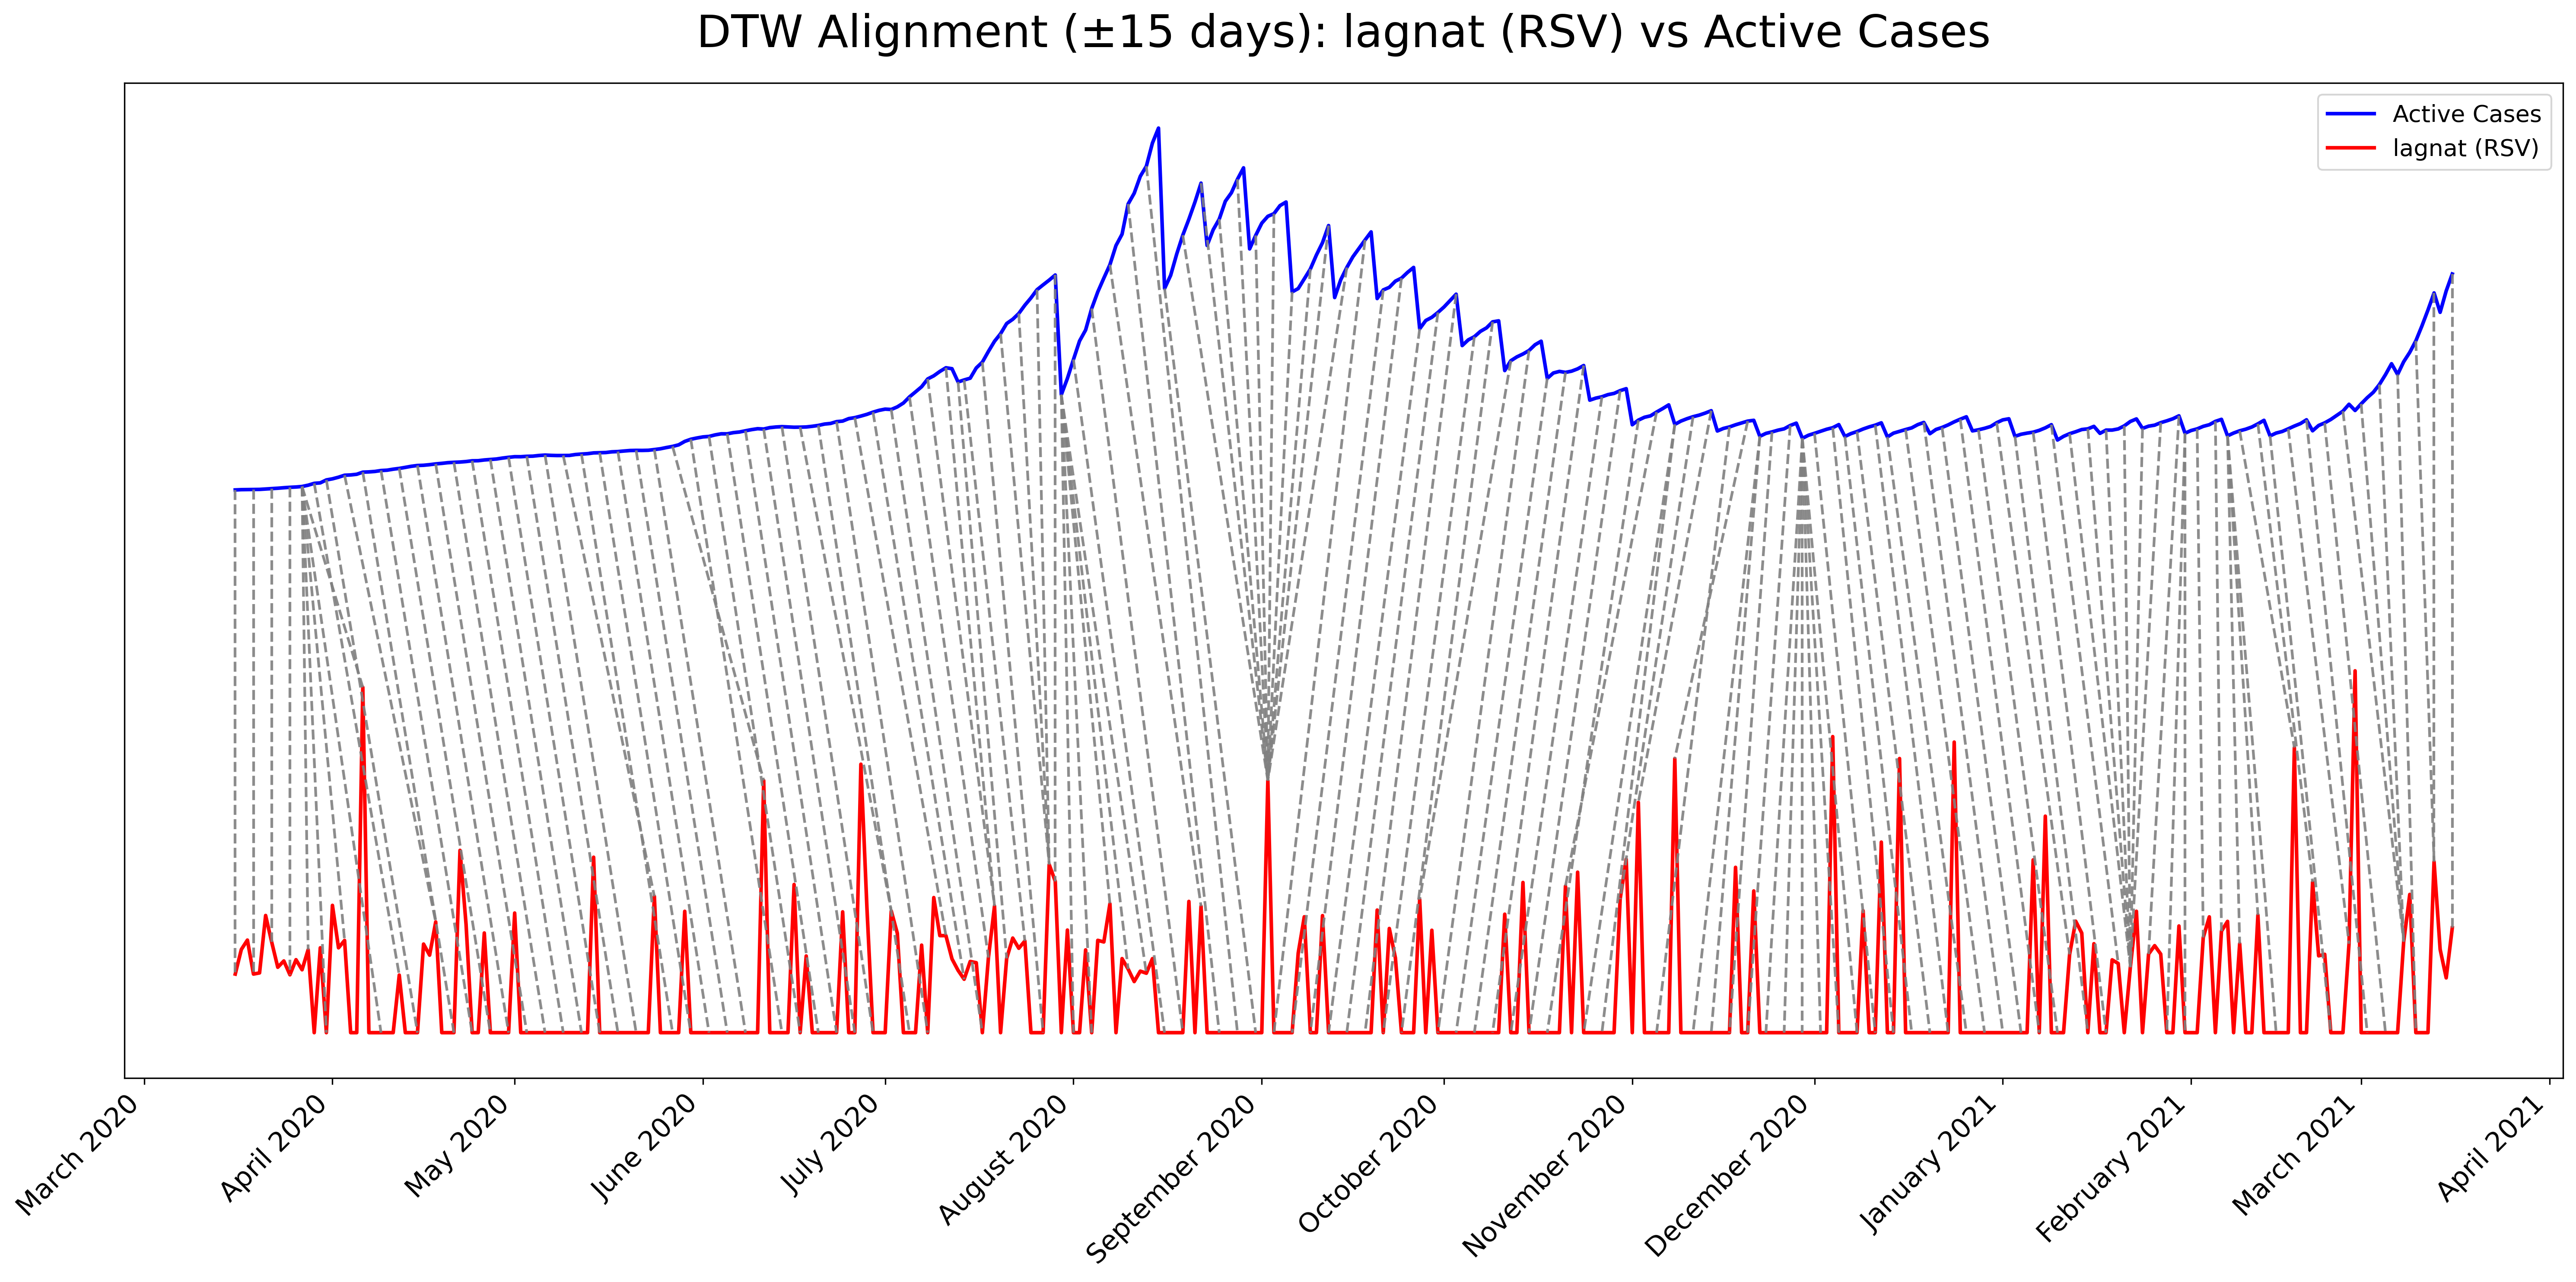 DTW Alignment (±15 days): lagnat (RSV) vs Active Cases
Active Cases
lagnat (RSV)
March 2020
April 2020
May 2020
June 2020
July 2020
August 2020
September 2020
October 2020
November 2020
December 2020
January 2021
February 2021
March 2021
April 2021